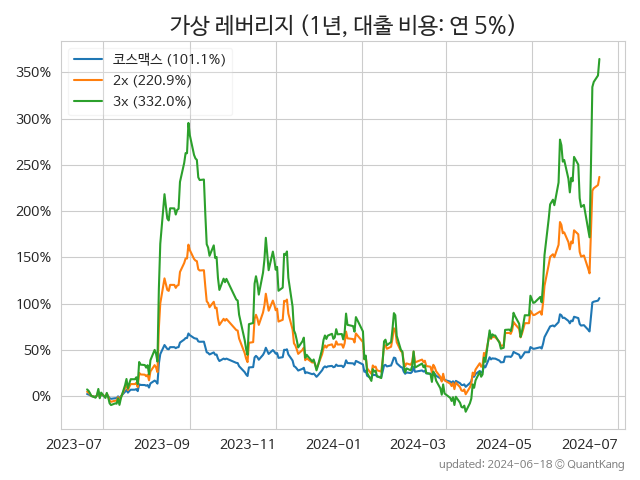 가상 레버리지 (1년, 대출 비용: 연 5%)
코스맥스 (101.1%)
2x (220.9%)
3x (332.0%)
350%
300%
250%
200%
150%
100%
50%
0%
2023-07 2023-09 2023-11 2024-01 2024-03 2024-05 2024-07
updated: 2024-06-18 © QuantKang